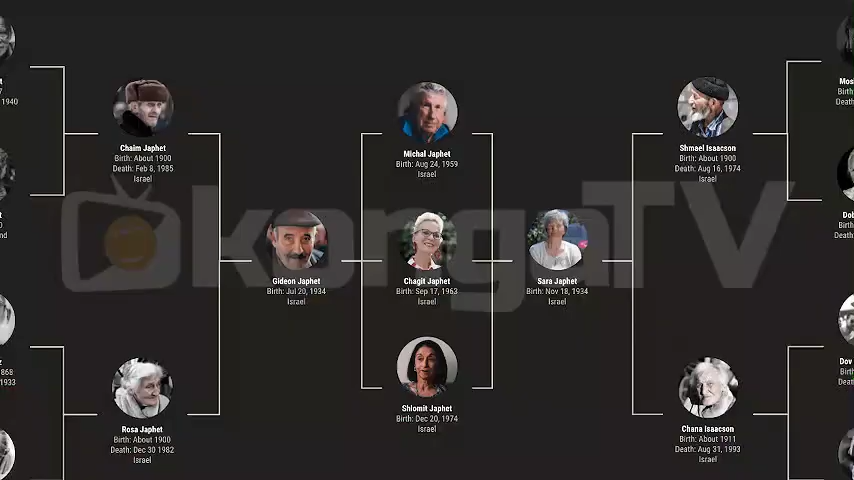 1940
Chaim Japhet
Birth: About 1900
Death: Feb 8, 1985
Israel
Michal Japhet
Birth: Aug 24, 1959
Israel
Shmael Isaacson
Birth: About 1900
Death: Aug 16, 1974
Israel
kongaTV
Gideon Japhet
Birth: Jul 20, 1934
Israel
Chagit Japhet
Birth: Sep 17, 1963
Israel
Sara Japhet
Birth: Nov 18, 1934
Israel
868
1933
Dov
Rosa Japhet
Birth: About 1900
Death: Dec 30 1982
Israel
Shlomit Japhet
Birth: Dec 20, 1974
Israel
Chana Isaacson
Birth: About 1911
Death: Aug 31, 1993
Israel